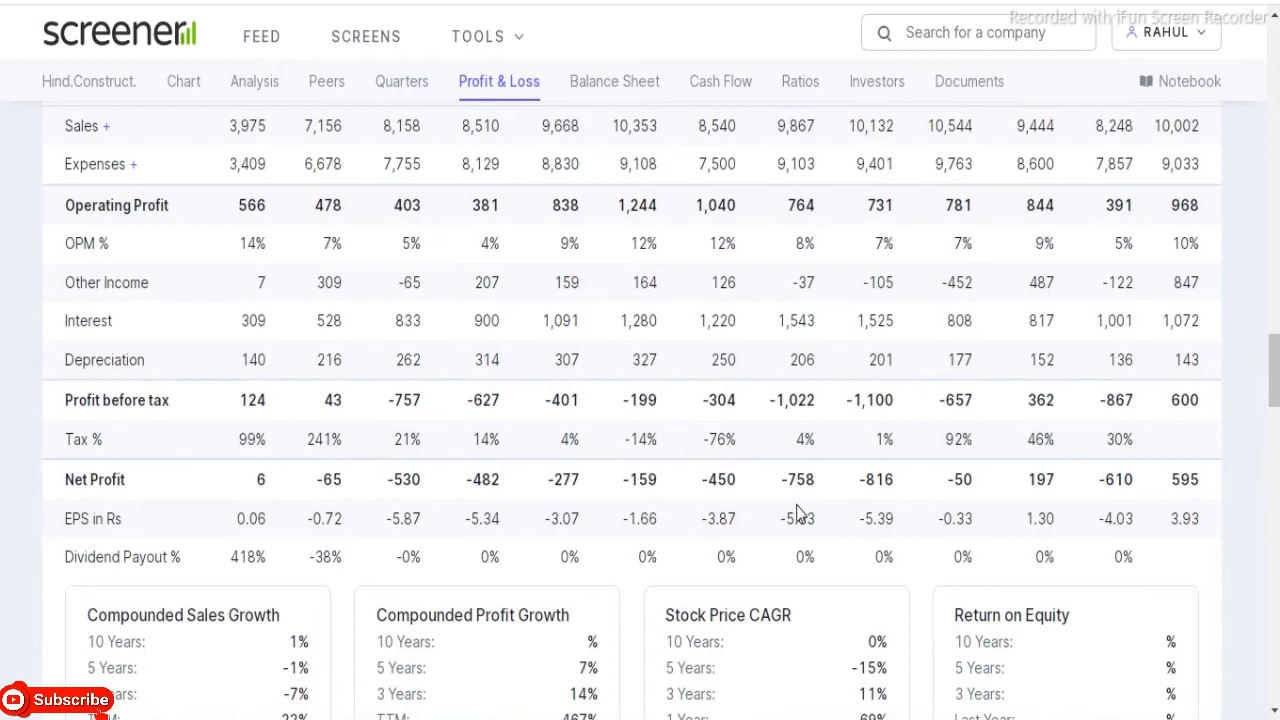 Recorded with iFun Screen Recorder
screener FEED SCREENS TOOLS Search for a company RAHUL
Hind.Construct. Chart Analysis Peers Quarters Profit & Loss Balance Sheet Cash Flow Ratios Investors Documents Notebook
Sales + 3,975 7,156 8,158 8,510 9,668 10,353 8,540 9,867 10,132 10,544 9,444 8,248 10,002
Expenses + 3,409 6,678 7,755 8,129 8,830 9,108 7,500 9,103 9,401 9,763 8,600 7,857 9,033
Operating Profit 566 478 403 381 838 1,244 1,040 764 731 781 844 391 968
OPM % 14% 7% 5% 4% 9% 12% 12% 8% 7% 7% 9% 5% 10%
Other Income 7 309 -65 207 159 164 126 -37 -105 -452 487 -122 847
Interest 309 528 833 900 1,091 1,280 1,220 1,543 1,525 808 817 1,001 1,072
Depreciation 140 216 262 314 307 327 250 206 201 177 152 136 143
Profit before tax 124 43 -757 -627 -401 -199 -304 -1,022 -1,100 -657 362 -867 600
Tax % 99% 241% 21% 14% 4% -14% -76% 4% 1% 92% 46% 30%
Net Profit 6 -65 -530 -482 -277 -159 -450 -758 -816 -50 197 -610 595
EPS in Rs 0.06 -0.72 -5.87 -5.34 -3.07 -1.66 -3.87 -5.39 -0.33 1.30 -4.03 3.93
Dividend Payout % 418% -38% -0% 0% 0% 0% 0% 0% 0% 0% 0% 0%
Compounded Sales Growth Compounded Profit Growth Stock Price CAGR Return on Equity
10 Years: 1% 10 Years: % 10 Years: 0% 10 Years: %
5 Years: -1% 5 Years: 7% 5 Years: -15% 5 Years: %
Subscribe ears: -7% 3 Years: 14% 3 Years: 11% 3 Years: %